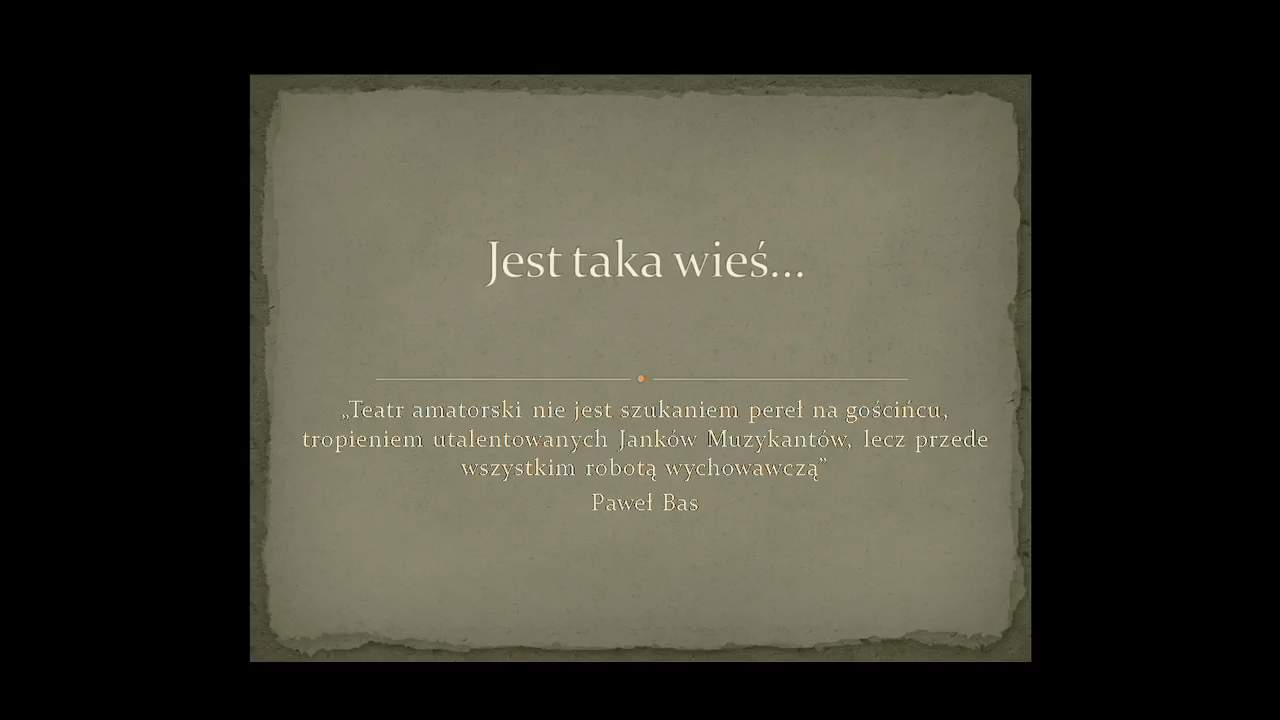 Jest taka wieś...
„Teatr amatorski nie jest szukaniem pereł na gościńcu,
tropieniem utalentowanych Janków Muzykantów, lecz przede
wszystkim robotą wychowawczą”
Paweł Bas